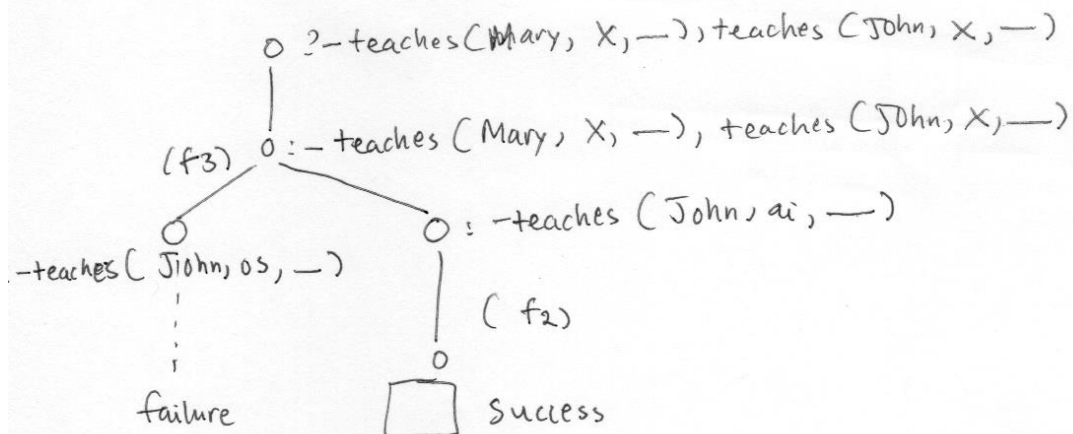 ?-teaches (Mary, X, —), teaches (John, X, —)
:- teaches (Mary, X, —), teaches (John, X, —)
(f3)
: -teaches (John, ai, —)
-teaches ( John, os, —)
( f2)
failure
success